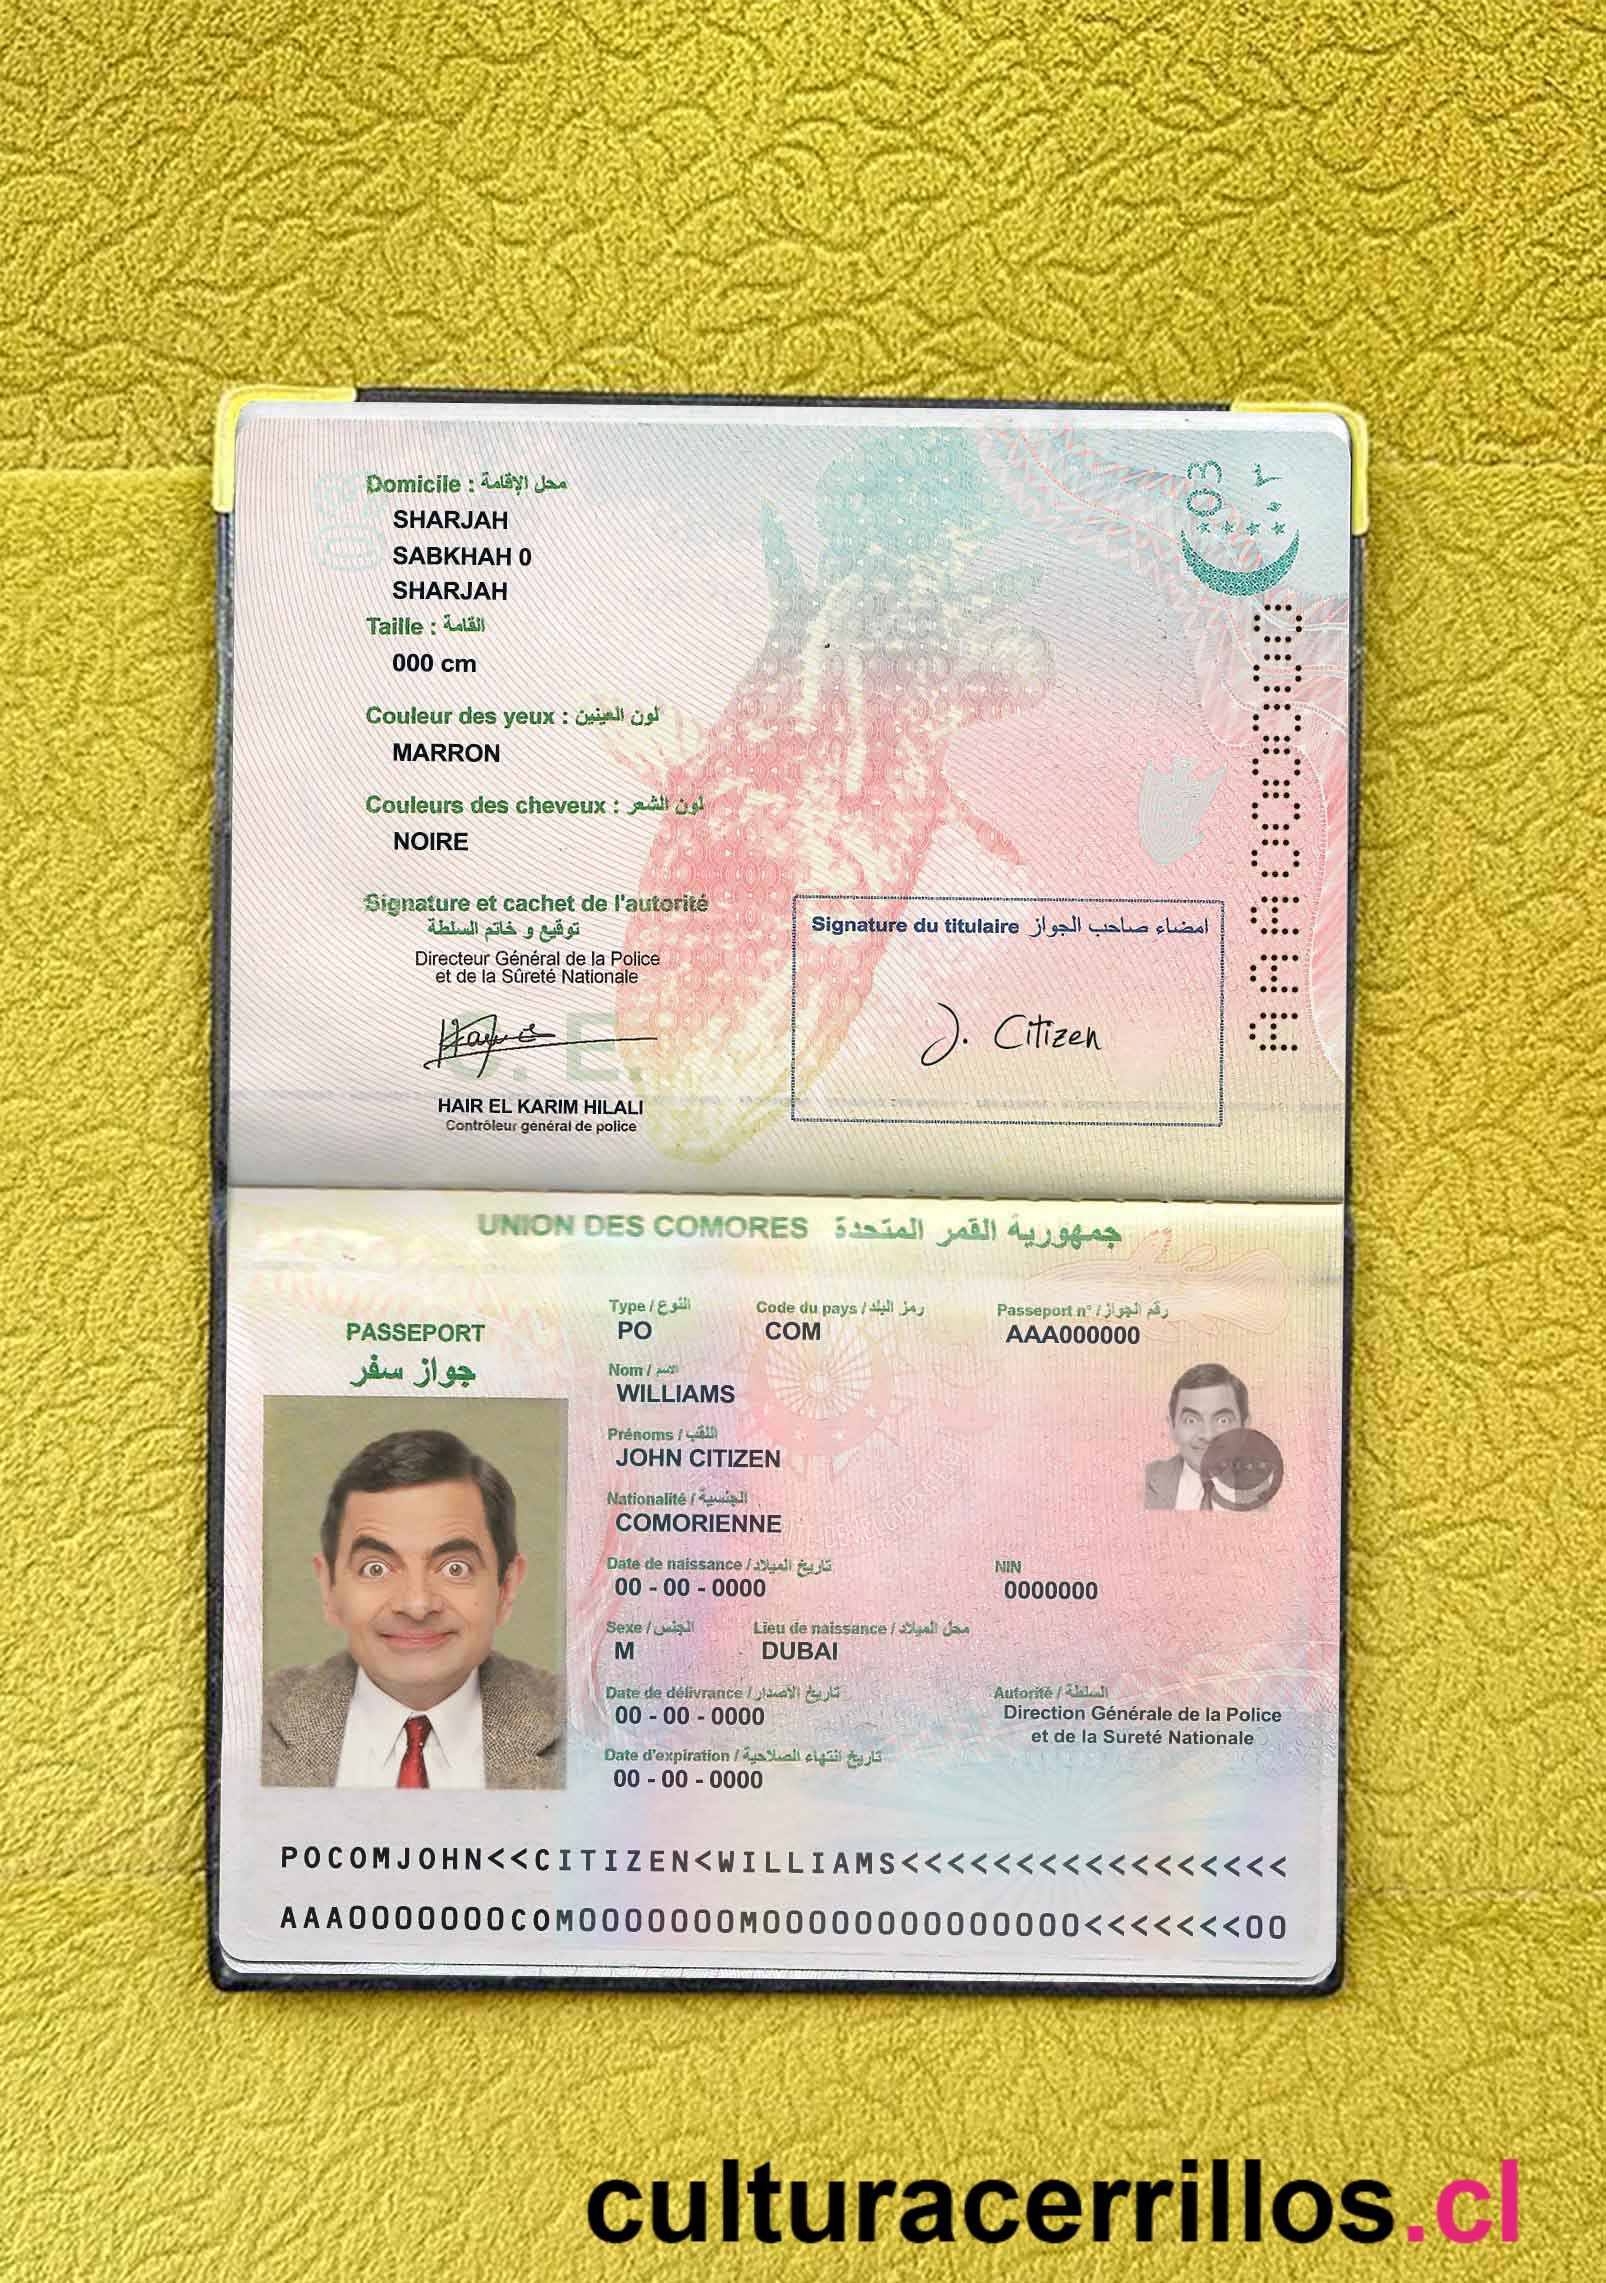 Domicile : محل الإقامة
SHARJAH
SABKHAH 0
SHARJAH
Taille : القامة
000 cm
Couleur des yeux : لون العينين
MARRON
Couleurs des cheveux : لون الشعر
NOIRE
Signature et cachet de l'autorité
توقيع و خاتم السلطة
Directeur Général de la Police
et de la Sûreté Nationale
HAIR EL KARIM HILALI
Contrôleur général de police
Signature du titulaire امضاء صاحب الجواز
J. Citizen
03
٠٣
UNION DES COMORES جمهورية القمر المتحدة
PASSEPORT
جواز سفر
Type / النوع Code du pays / رمز البلد Passeport n° / رقم الجواز
PO COM AAA000000
Nom / الاسم
WILLIAMS
Prénoms / اللقب
JOHN CITIZEN
Nationalité / الجنسية
COMORIENNE
Date de naissance / تاريخ الميلاد NIN
00 - 00 - 0000 0000000
Sexe / الجنس Lieu de naissance / محل الميلاد
M DUBAI
Date de délivrance / تاريخ الاصدار Autorité / السلطة
00 - 00 - 0000 Direction Générale de la Police
et de la Sureté Nationale
Date d'expiration / تاريخ انتهاء الصلاحية
00 - 00 - 0000
POCOMJOHN<<CITIZEN<WILLIAMS<<<<<<<<<<<<<<<<<
AAA0000000COM0000000M00000000000000<<<<<<<00
culturacerrillos.cl